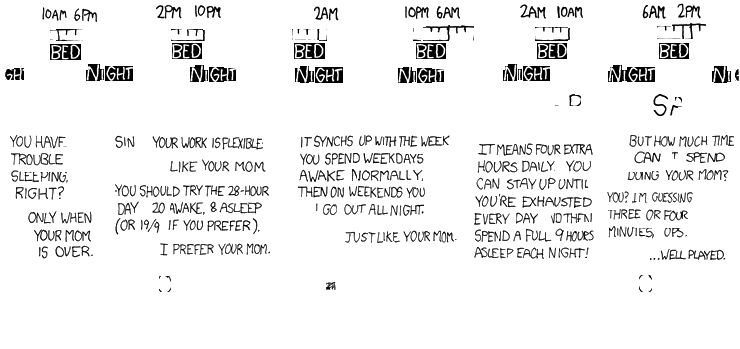 10AM 6PM
2PM 10PM
2AM
10PM 6AM
2AM 10AM
6AM 2PM
BED
BED
BED
BED
BED
BED
NIGHT
NIGHT
NIGHT
NIGHT
NIGHT
NIGHT
YOU HAVE
TROUBLE
SLEEPING,
RIGHT?
ONLY WHEN
YOUR MOM
IS OVER.
SIN YOUR WORK IS FLEXIBLE
LIKE YOUR MOM
YOU SHOULD TRY THE 28-HOUR
DAY 20 AWAKE, 8 ASLEEP
(OR 19/9 IF YOU PREFER).
I PREFER YOUR MOM.
IT SYNCHS UP WITH THE WEEK
YOU SPEND WEEKDAYS
AWAKE NORMALLY,
THEN ON WEEKENDS YOU
GO OUT ALL NIGHT.
JUST LIKE YOUR MOM.
IT MEANS FOUR EXTRA
HOURS DAILY. YOU
CAN STAY UP UNTIL
YOU'RE EXHAUSTED
EVERY DAY ND THEN
SPEND A FULL 9 HOURS
ASLEEP EACH NIGHT!
BUT HOW MUCH TIME
CAN SPEND
DOING YOUR MOM?
YOU? I'M GUESSING
THREE OR FOUR
MINUTES, UPS.
...WELL PLAYED.